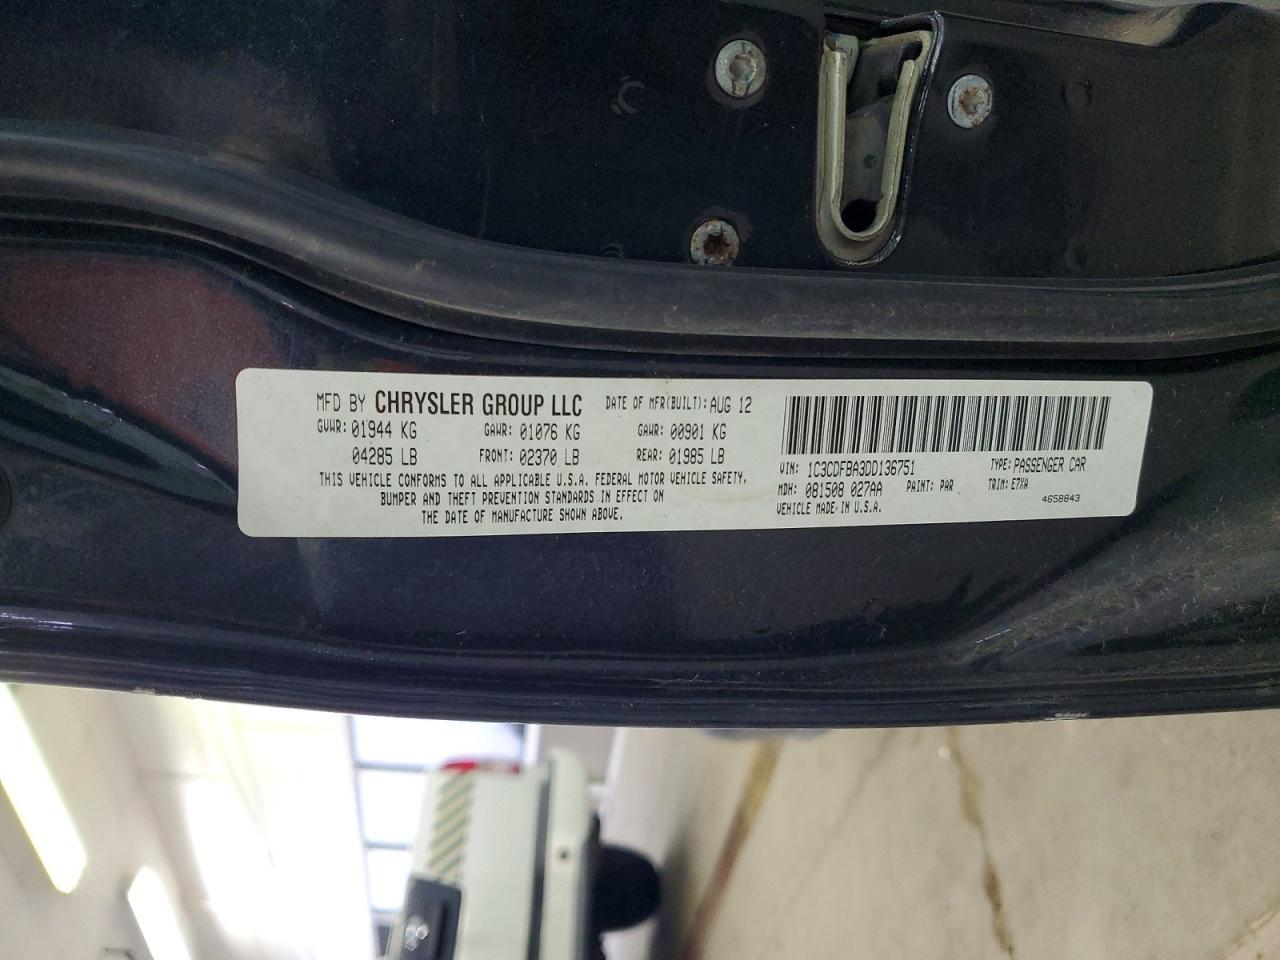 MFD BY CHRYSLER GROUP LLC DATE OF MFR(BUILT): AUG 12
GVWR: 01944 KG GAWR: 01076 KG GAWR: 00901 KG
04285 LB FRONT: 02370 LB REAR: 01985 LB
THIS VEHICLE CONFORMS TO ALL APPLICABLE U.S.A. FEDERAL MOTOR VEHICLE SAFETY,
BUMPER AND THEFT PREVENTION STANDARDS IN EFFECT ON
THE DATE OF MANUFACTURE SHOWN ABOVE.
VIN: 1C3CDFBA3DD136751 TYPE: PASSENGER CAR
MDH: 081508 027AA PAINT: PAR TRIM: E7XA
VEHICLE MADE IN U.S.A. 4658843